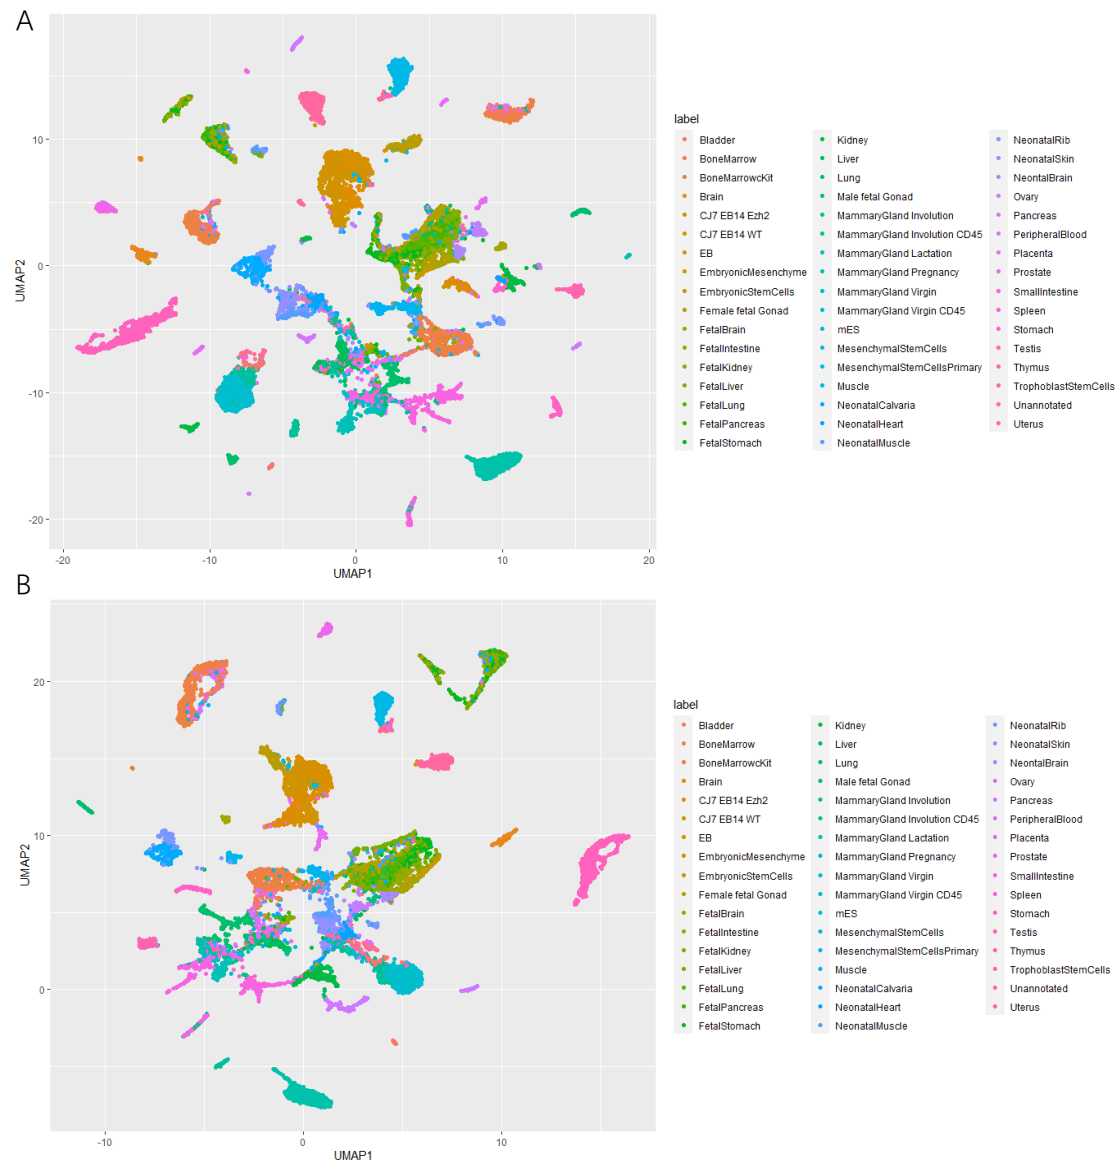 A
10
0
-10
-20
UMAP2
-20
-10
0
10
20
UMAP1
label
Bladder
BoneMarrow
BoneMarrowcKit
Brain
CJ7 EB14 Ezh2
CJ7 EB14 WT
EB
EmbryonicMesenchyme
EmbryonicStemCells
Female fetal Gonad
FetalBrain
FetalIntestine
FetalKidney
FetalLiver
FetalLung
FetalPancreas
FetalStomach
Kidney
Liver
Lung
Male fetal Gonad
MammaryGland Involution
MammaryGland Involution CD45
MammaryGland Lactation
MammaryGland Pregnancy
MammaryGland Virgin
MammaryGland Virgin CD45
mES
MesenchymalStemCells
MesenchymalStemCellsPrimary
Muscle
NeonatalCalvaria
NeonatalHeart
NeonatalMuscle
NeonatalRib
NeonatalSkin
NeontalBrain
Ovary
Pancreas
PeripheralBlood
Placenta
Prostate
SmallIntestine
Spleen
Stomach
Testis
Thymus
TrophoblastStemCells
Unannotated
Uterus
B
20
10
0
UMAP2
-10
0
10
UMAP1
label
Bladder
BoneMarrow
BoneMarrowcKit
Brain
CJ7 EB14 Ezh2
CJ7 EB14 WT
EB
EmbryonicMesenchyme
EmbryonicStemCells
Female fetal Gonad
FetalBrain
FetalIntestine
FetalKidney
FetalLiver
FetalLung
FetalPancreas
FetalStomach
Kidney
Liver
Lung
Male fetal Gonad
MammaryGland Involution
MammaryGland Involution CD45
MammaryGland Lactation
MammaryGland Pregnancy
MammaryGland Virgin
MammaryGland Virgin CD45
mES
MesenchymalStemCells
MesenchymalStemCellsPrimary
Muscle
NeonatalCalvaria
NeonatalHeart
NeonatalMuscle
NeonatalRib
NeonatalSkin
NeontalBrain
Ovary
Pancreas
PeripheralBlood
Placenta
Prostate
SmallIntestine
Spleen
Stomach
Testis
Thymus
TrophoblastStemCells
Unannotated
Uterus